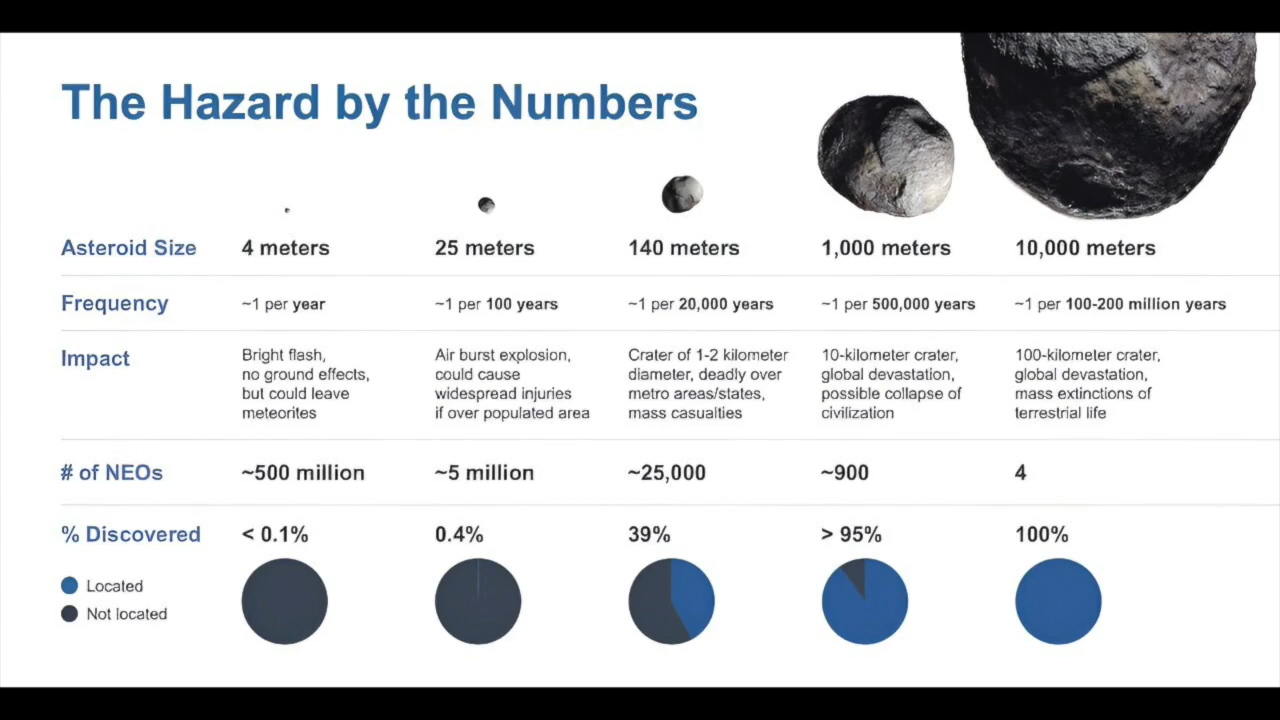 The Hazard by the Numbers
Asteroid Size 4 meters 25 meters 140 meters 1,000 meters 10,000 meters
Frequency ~1 per year ~1 per 100 years ~1 per 20,000 years ~1 per 500,000 years ~1 per 100-200 million years
Impact
Bright flash,
no ground effects,
but could leave
meteorites
Air burst explosion,
could cause
widespread injuries
if over populated area
Crater of 1-2 kilometer
diameter, deadly over
metro areas/states,
mass casualties
10-kilometer crater,
global devastation,
possible collapse of
civilization
100-kilometer crater,
global devastation,
mass extinctions of
terrestrial life
# of NEOs ~500 million ~5 million ~25,000 ~900 4
% Discovered < 0.1% 0.4% 39% > 95% 100%
Located
Not located